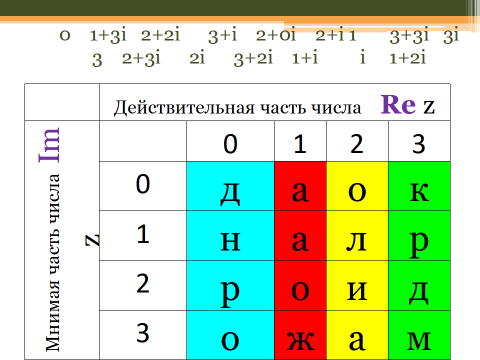 0 1+3i 2+2i 3+i 2+0i 2+i 1 3+3i 3i
3 2+3i 2i 3+2i 1+i i 1+2i
Действительная часть числа Re z
Мнимая часть числа Im z
0 1 2 3
0 д а о к
1 н а л р
2 р о и д
3 о ж а м